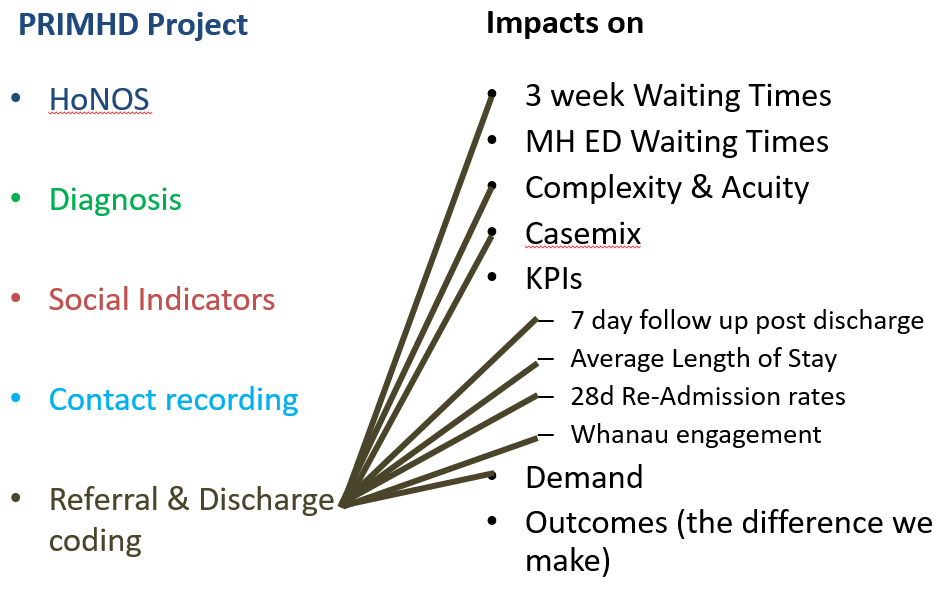 PRIMHD Project
• HoNOS
• Diagnosis
• Social Indicators
• Contact recording
• Referral & Discharge
coding
Impacts on
• 3 week Waiting Times
• MH ED Waiting Times
• Complexity & Acuity
• Casemix
• KPIs
– 7 day follow up post discharge
– Average Length of Stay
– 28d Re-Admission rates
– Whanau engagement
• Demand
• Outcomes (the difference we
make)